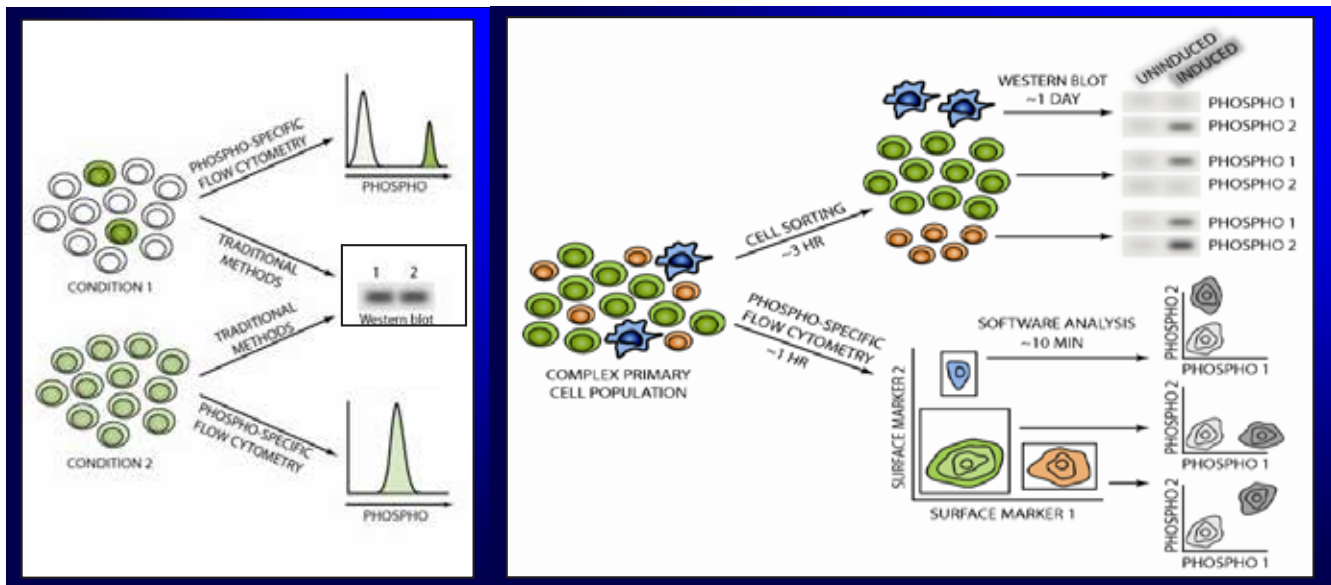 PHOSPHO-SPECIFIC
FLOW CYTOMETRY
PHOSPHO
TRADITIONAL
METHODS
CONDITION 1
1 2
Western blot
TRADITIONAL
METHODS
CONDITION 2
PHOSPHO-SPECIFIC
FLOW CYTOMETRY
PHOSPHO
COMPLEX PRIMARY
CELL POPULATION
CELL SORTING
~3 HR
WESTERN BLOT
~1 DAY
UNINDUCED
INDUCED
PHOSPHO 1
PHOSPHO 2
PHOSPHO 1
PHOSPHO 2
PHOSPHO 1
PHOSPHO 2
PHOSPHO-SPECIFIC
FLOW CYTOMETRY
~1 HR
SOFTWARE ANALYSIS
~10 MIN
SURFACE MARKER 2
SURFACE MARKER 1
PHOSPHO 2
PHOSPHO 1
PHOSPHO 2
PHOSPHO 1
PHOSPHO 2
PHOSPHO 1